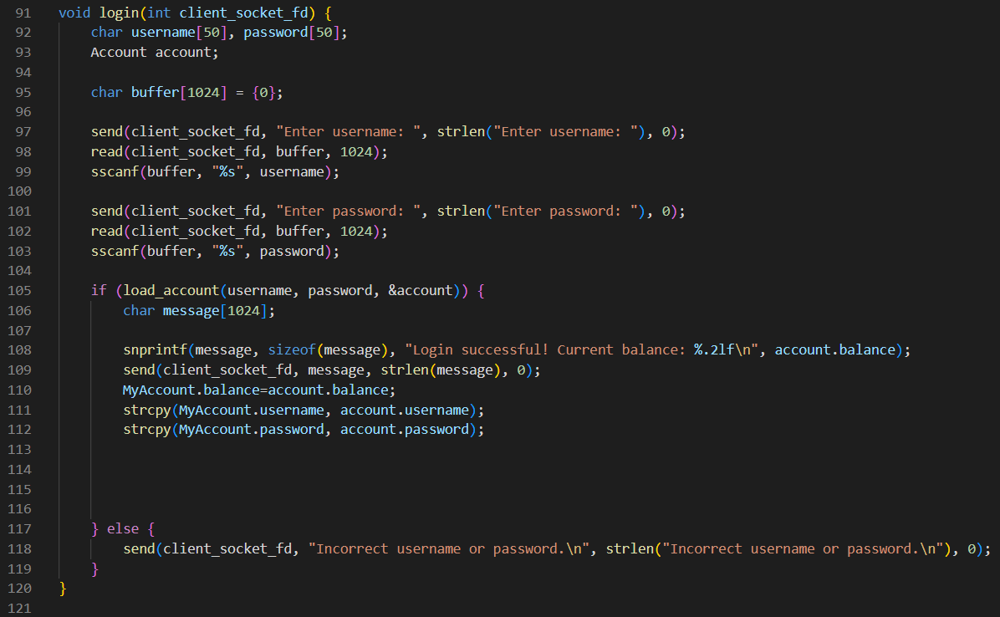 91 void login(int client_socket_fd) {
92     char username[50], password[50];
93     Account account;
94
95     char buffer[1024] = {0};
96
97     send(client_socket_fd, "Enter username: ", strlen("Enter username: "), 0);
98     read(client_socket_fd, buffer, 1024);
99     sscanf(buffer, "%s", username);
100
101     send(client_socket_fd, "Enter password: ", strlen("Enter password: "), 0);
102     read(client_socket_fd, buffer, 1024);
103     sscanf(buffer, "%s", password);
104
105     if (load_account(username, password, &account)) {
106         char message[1024];
107
108         snprintf(message, sizeof(message), "Login successful! Current balance: %.2lf\n", account.balance);
109         send(client_socket_fd, message, strlen(message), 0);
110         MyAccount.balance=account.balance;
111         strcpy(MyAccount.username, account.username);
112         strcpy(MyAccount.password, account.password);
113
114
115
116
117     } else {
118         send(client_socket_fd, "Incorrect username or password.\n", strlen("Incorrect username or password.\n"), 0);
119     }
120 }
121